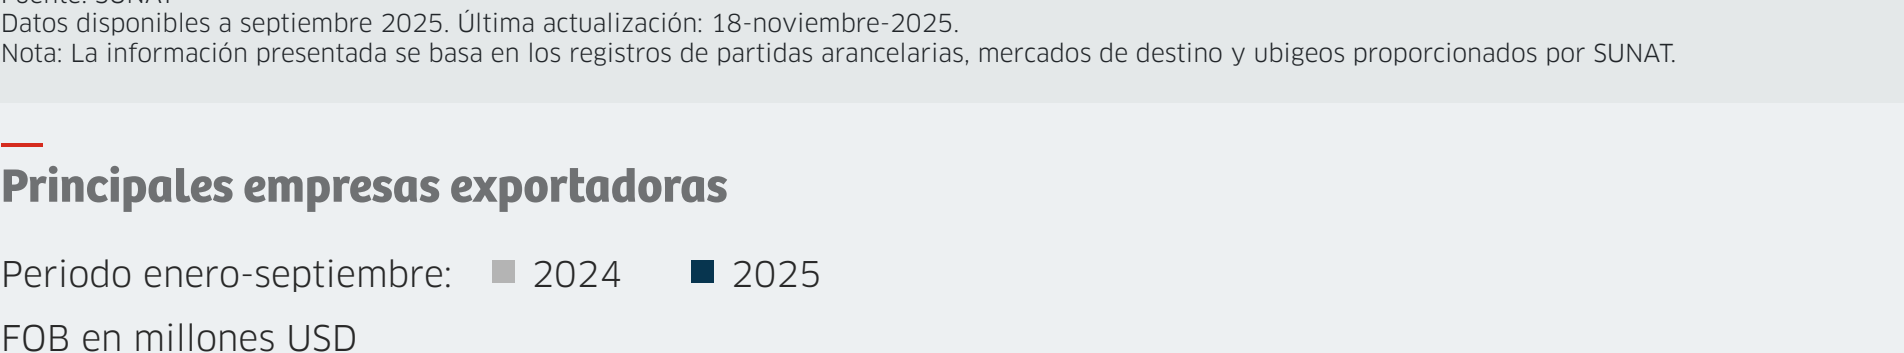 Fuente: SUNAT
Datos disponibles a septiembre 2025. Última actualización: 18-noviembre-2025.
Nota: La información presentada se basa en los registros de partidas arancelarias, mercados de destino y ubigeos proporcionados por SUNAT.
Principales empresas exportadoras
Periodo enero-septiembre: 2024 2025
FOB en millones USD